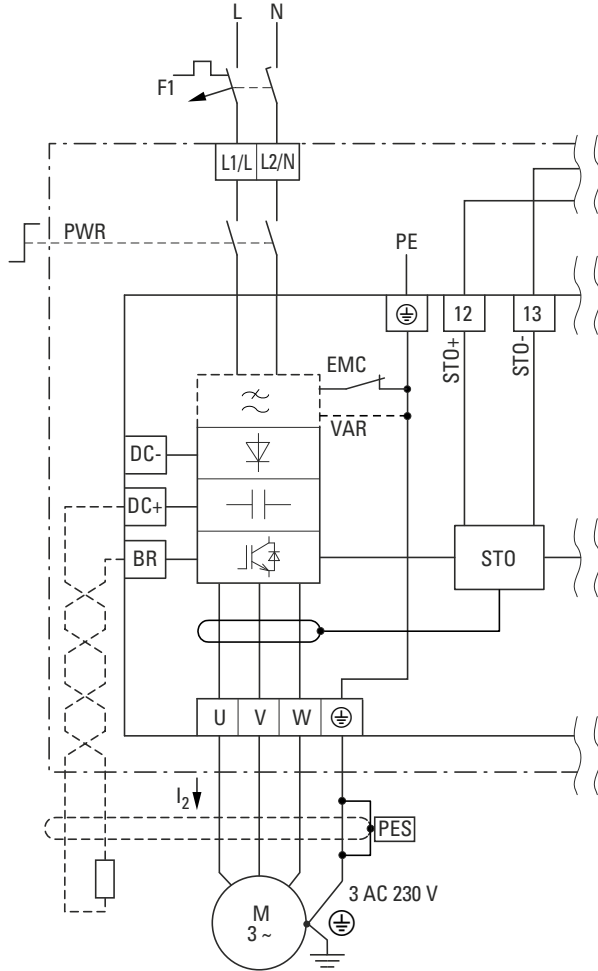 L N
F1
L1/L L2/N
PWR
PE
12 13
STO+ STO-
EMC
VAR
DC-
DC+
BR
STO
U V W
I2
PES
3 AC 230 V
M
3 ~